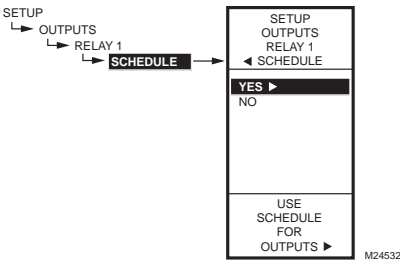 SETUP
OUTPUTS
RELAY 1
SCHEDULE
SETUP
OUTPUTS
RELAY 1
◀ SCHEDULE
YES ▶
NO
USE
SCHEDULE
FOR
OUTPUTS ▶
M24532